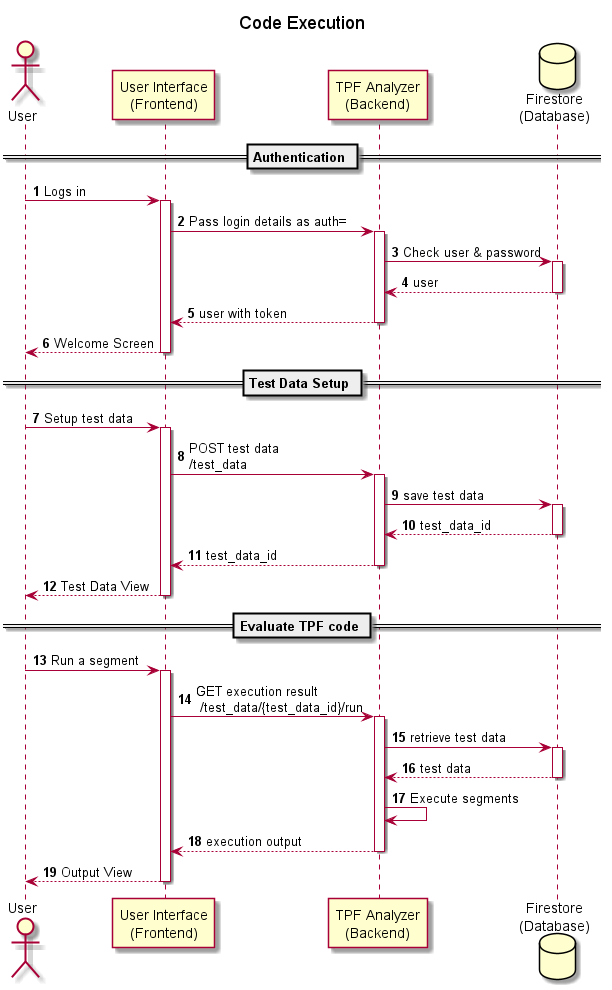 Code Execution
User
User Interface
(Frontend)
TPF Analyzer
(Backend)
Firestore
(Database)
Authentication
1 Logs in
2 Pass login details as auth=
3 Check user & password
4 user
5 user with token
6 Welcome Screen
Test Data Setup
7 Setup test data
8 POST test data
/test_data
9 save test data
10 test_data_id
11 test_data_id
12 Test Data View
Evaluate TPF code
13 Run a segment
14 GET execution result
/test_data/{test_data_id}/run
15 retrieve test data
16 test data
17 Execute segments
18 execution output
19 Output View
User
User Interface
(Frontend)
TPF Analyzer
(Backend)
Firestore
(Database)